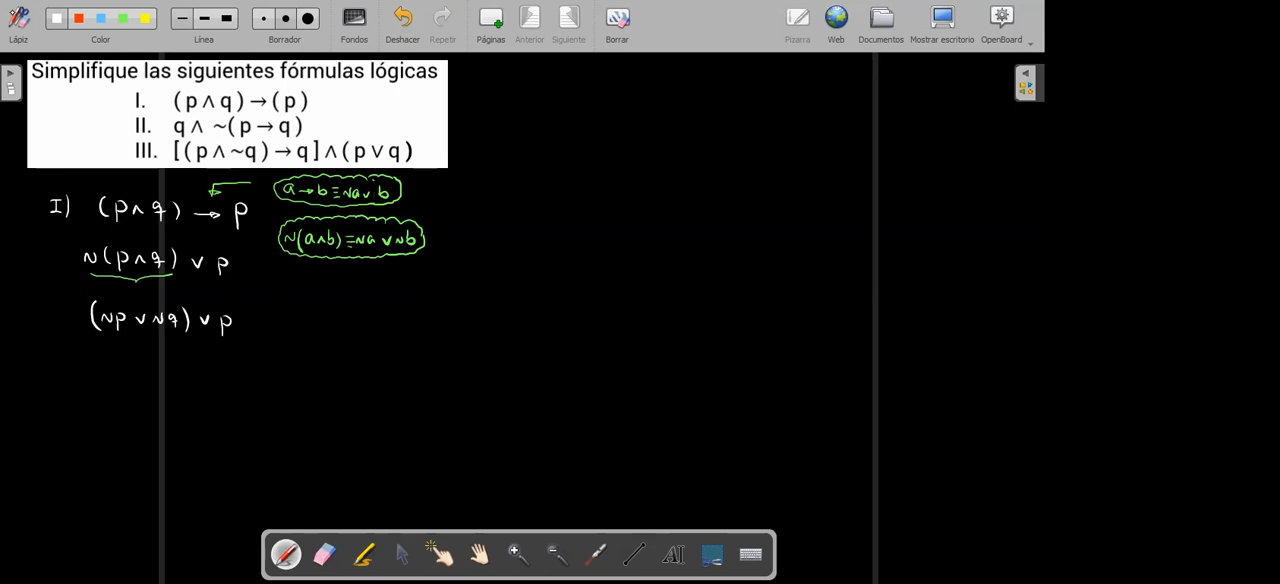 Lápiz Color Línea Borrador Fondos Deshacer Repetir Páginas Anterior Siguiente Borrar Pizarra Web Documentos Mostrar escritorio OpenBoard
Simplifique las siguientes fórmulas lógicas
I. (p ∧ q) → (p)
II. q ∧ ~(p → q)
III. [(p ∧ ~q) → q] ∧ (p ∨ q)
a → b ≡ ~a ∨ b
I) (p ∧ q) → p
~(a ∧ b) ≡ ~a ∨ ~b
~(p ∧ q) ∨ p
(~p ∨ ~q) ∨ p
AI